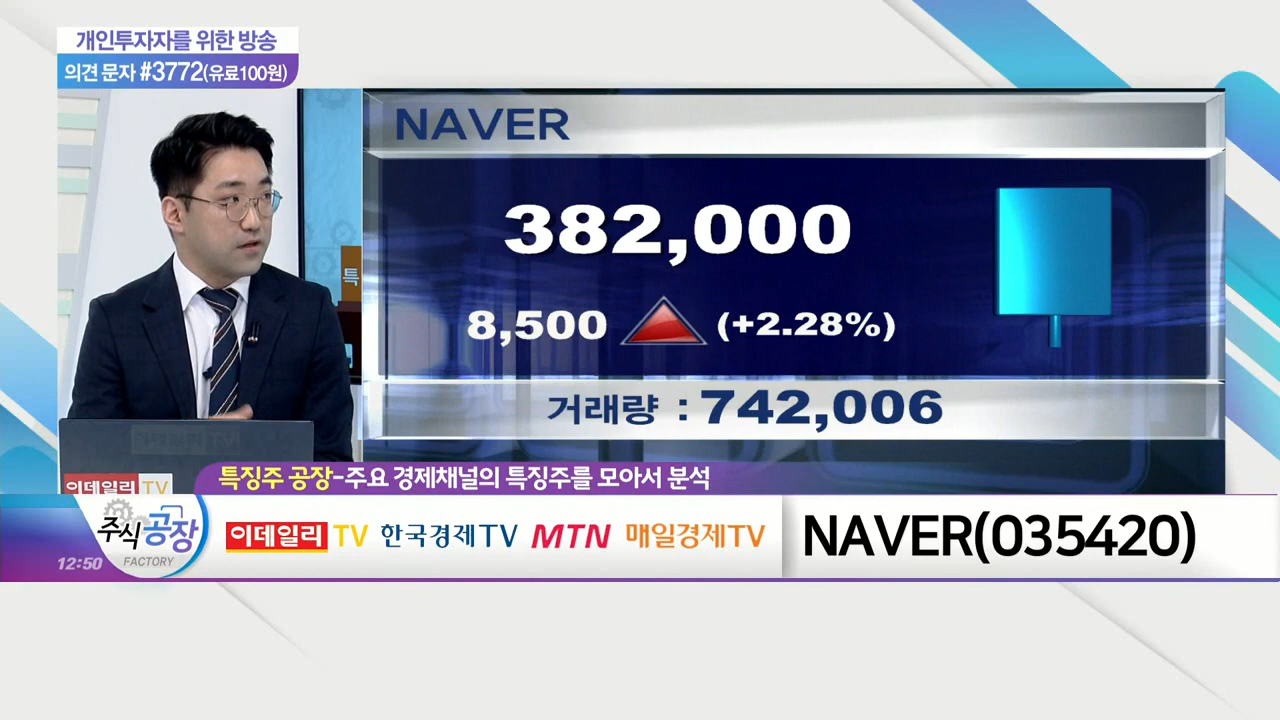 개인투자자를 위한 방송
의견 문자 #3772(유료100원)
NAVER
382,000
8,500 (+2.28%)
거래량 : 742,006
특
이데일리 TV
특징주 공장-주요 경제채널의 특징주를 모아서 분석
주식공장
FACTORY
12:50
이데일리 TV 한국경제TV MTN 매일경제TV
NAVER(035420)